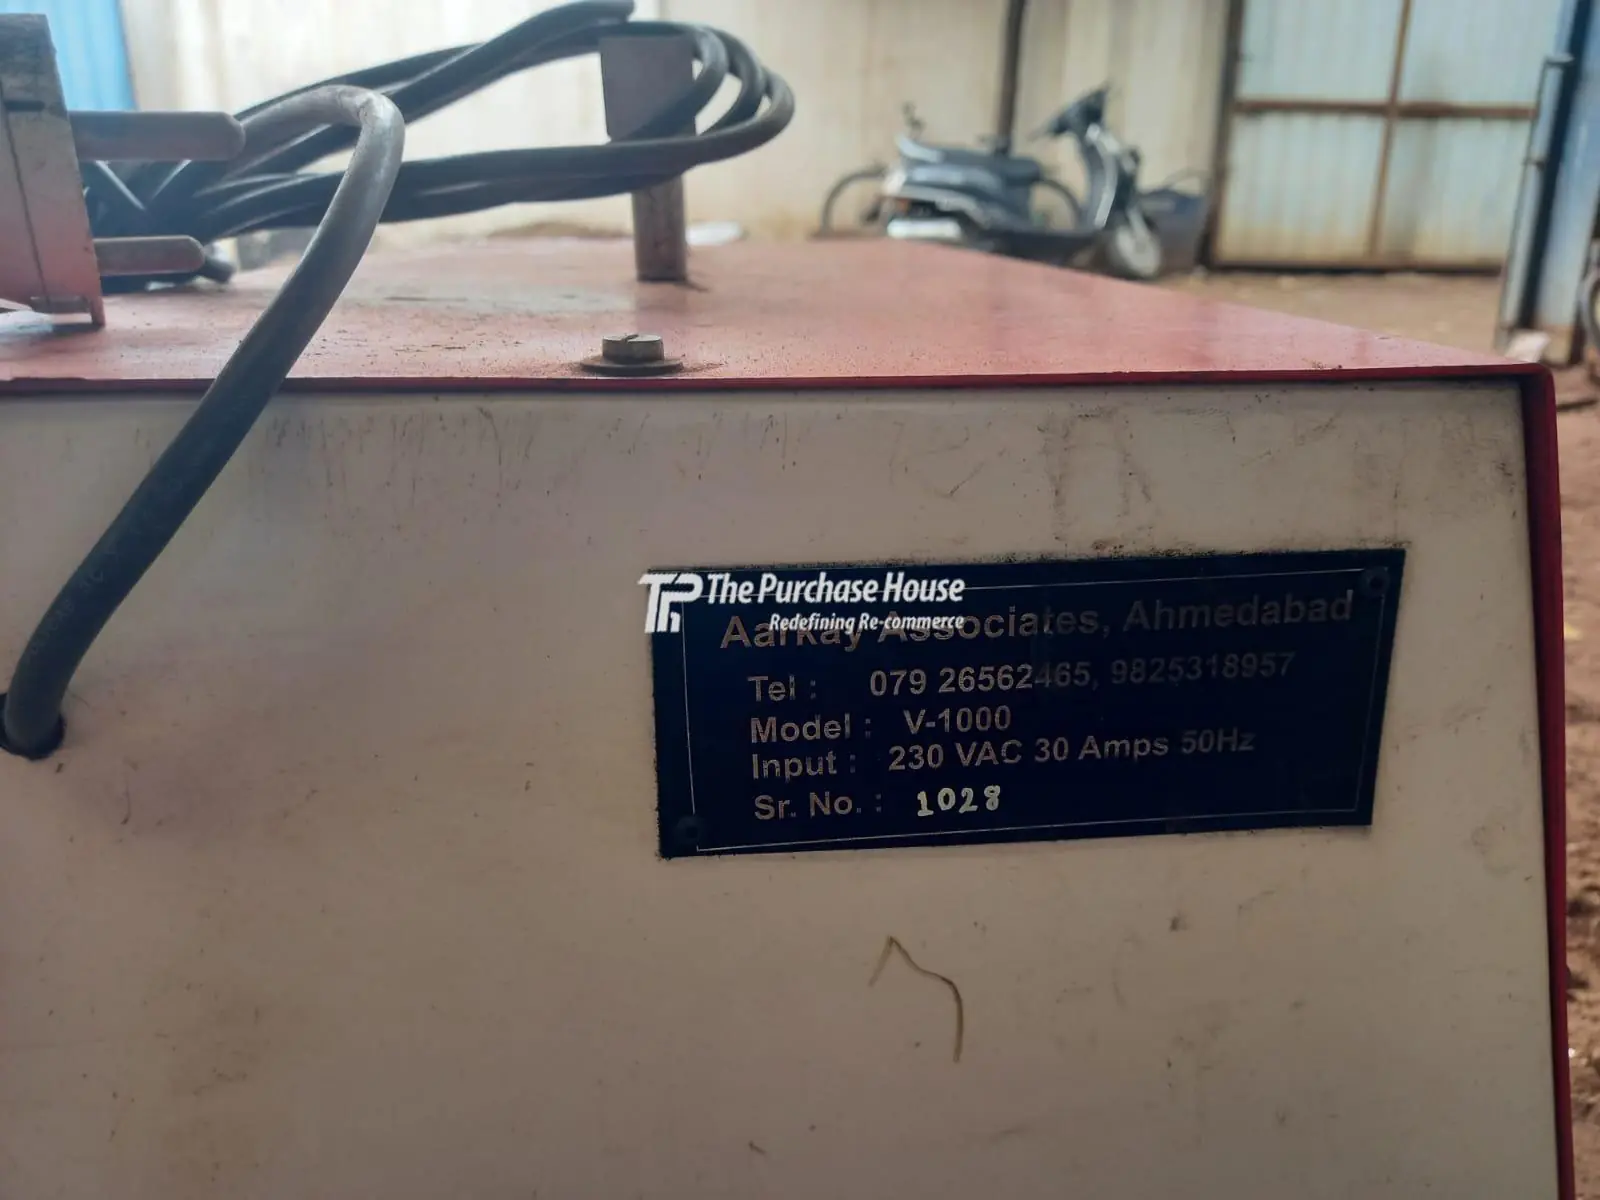 The Purchase House
Redefining Re-commerce
Aarkay Associates, Ahmedabad
Tel : 079 26562465, 9825318957
Model : V-1000
Input : 230 VAC 30 Amps 50Hz
Sr. No. : 1028